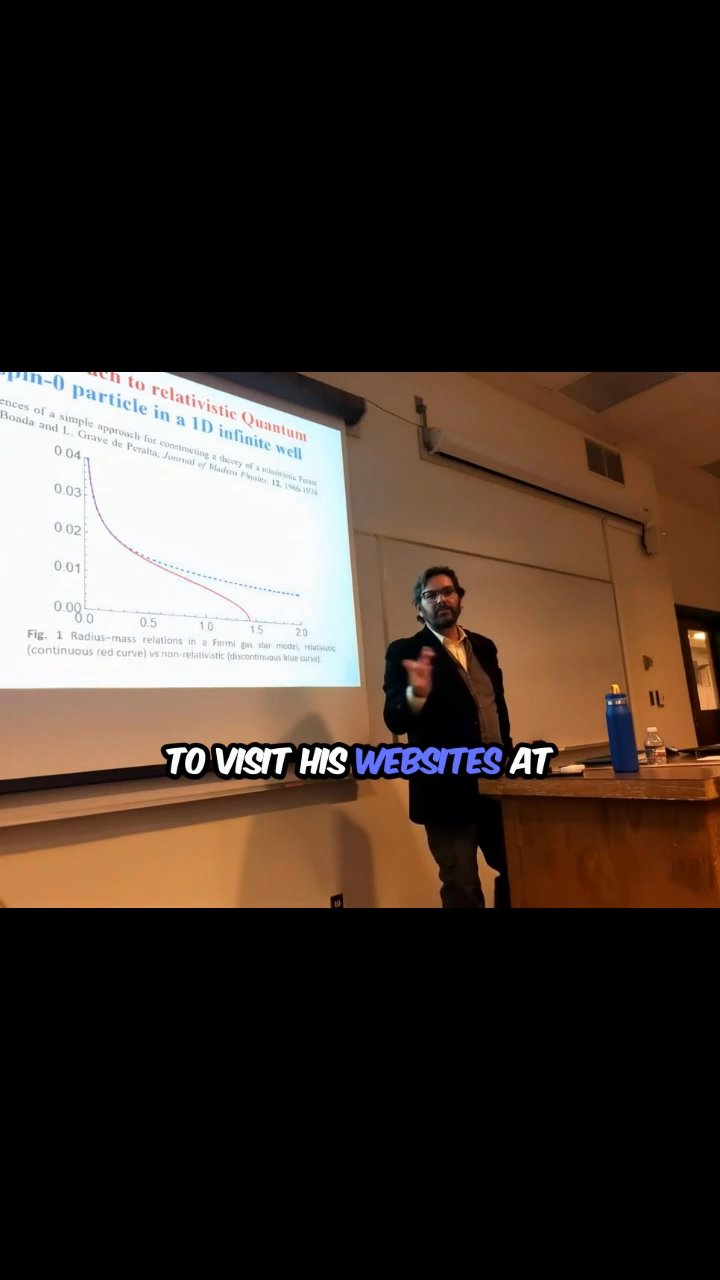 ach to relativistic Quantum
pin-0 particle in a 1D infinite well
ences of a simple approach for constructing a theory of a relativistic Fermi
Boada and L. Grave de Peralta, Journal of Modern Physics, 12, 1966-1974
0.04
0.03
0.02
0.01
0.00
0.0 0.5 1.0 1.5 2.0
Fig. 1 Radius–mass relations in a Fermi gas star model, relativistic
(continuous red curve) vs non-relativistic (discontinuous blue curve).
TO VISIT HIS WEBSITES AT